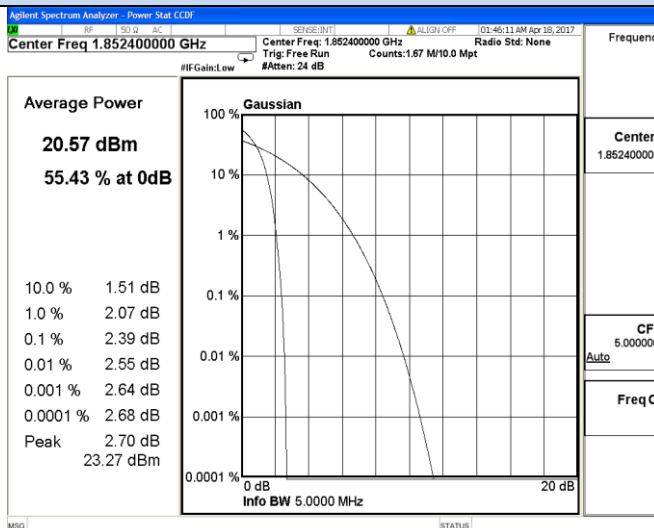 Agilent Spectrum Analyzer - Power Stat CCDF
RF 50 Ω AC SENSE:INT ALIGN OFF 01:46:11 AM Apr 18, 2017
Center Freq 1.852400000 GHz
Center Freq: 1.852400000 GHz Radio Std: None
Trig: Free Run Counts:1.67 M/10.0 Mpt
#IFGain:Low #Atten: 24 dB
Frequenc
Average Power
20.57 dBm
55.43 % at 0dB
10.0 % 1.51 dB
1.0 % 2.07 dB
0.1 % 2.39 dB
0.01 % 2.55 dB
0.001 % 2.64 dB
0.0001 % 2.68 dB
Peak 2.70 dB
23.27 dBm
Gaussian
100 %
10 %
1 %
0.1 %
0.01 %
0.001 %
0.0001 %
0 dB 20 dB
Info BW 5.0000 MHz
Center
1.85240000
CF
5.000000
Auto
Freq O
MSG STATUS